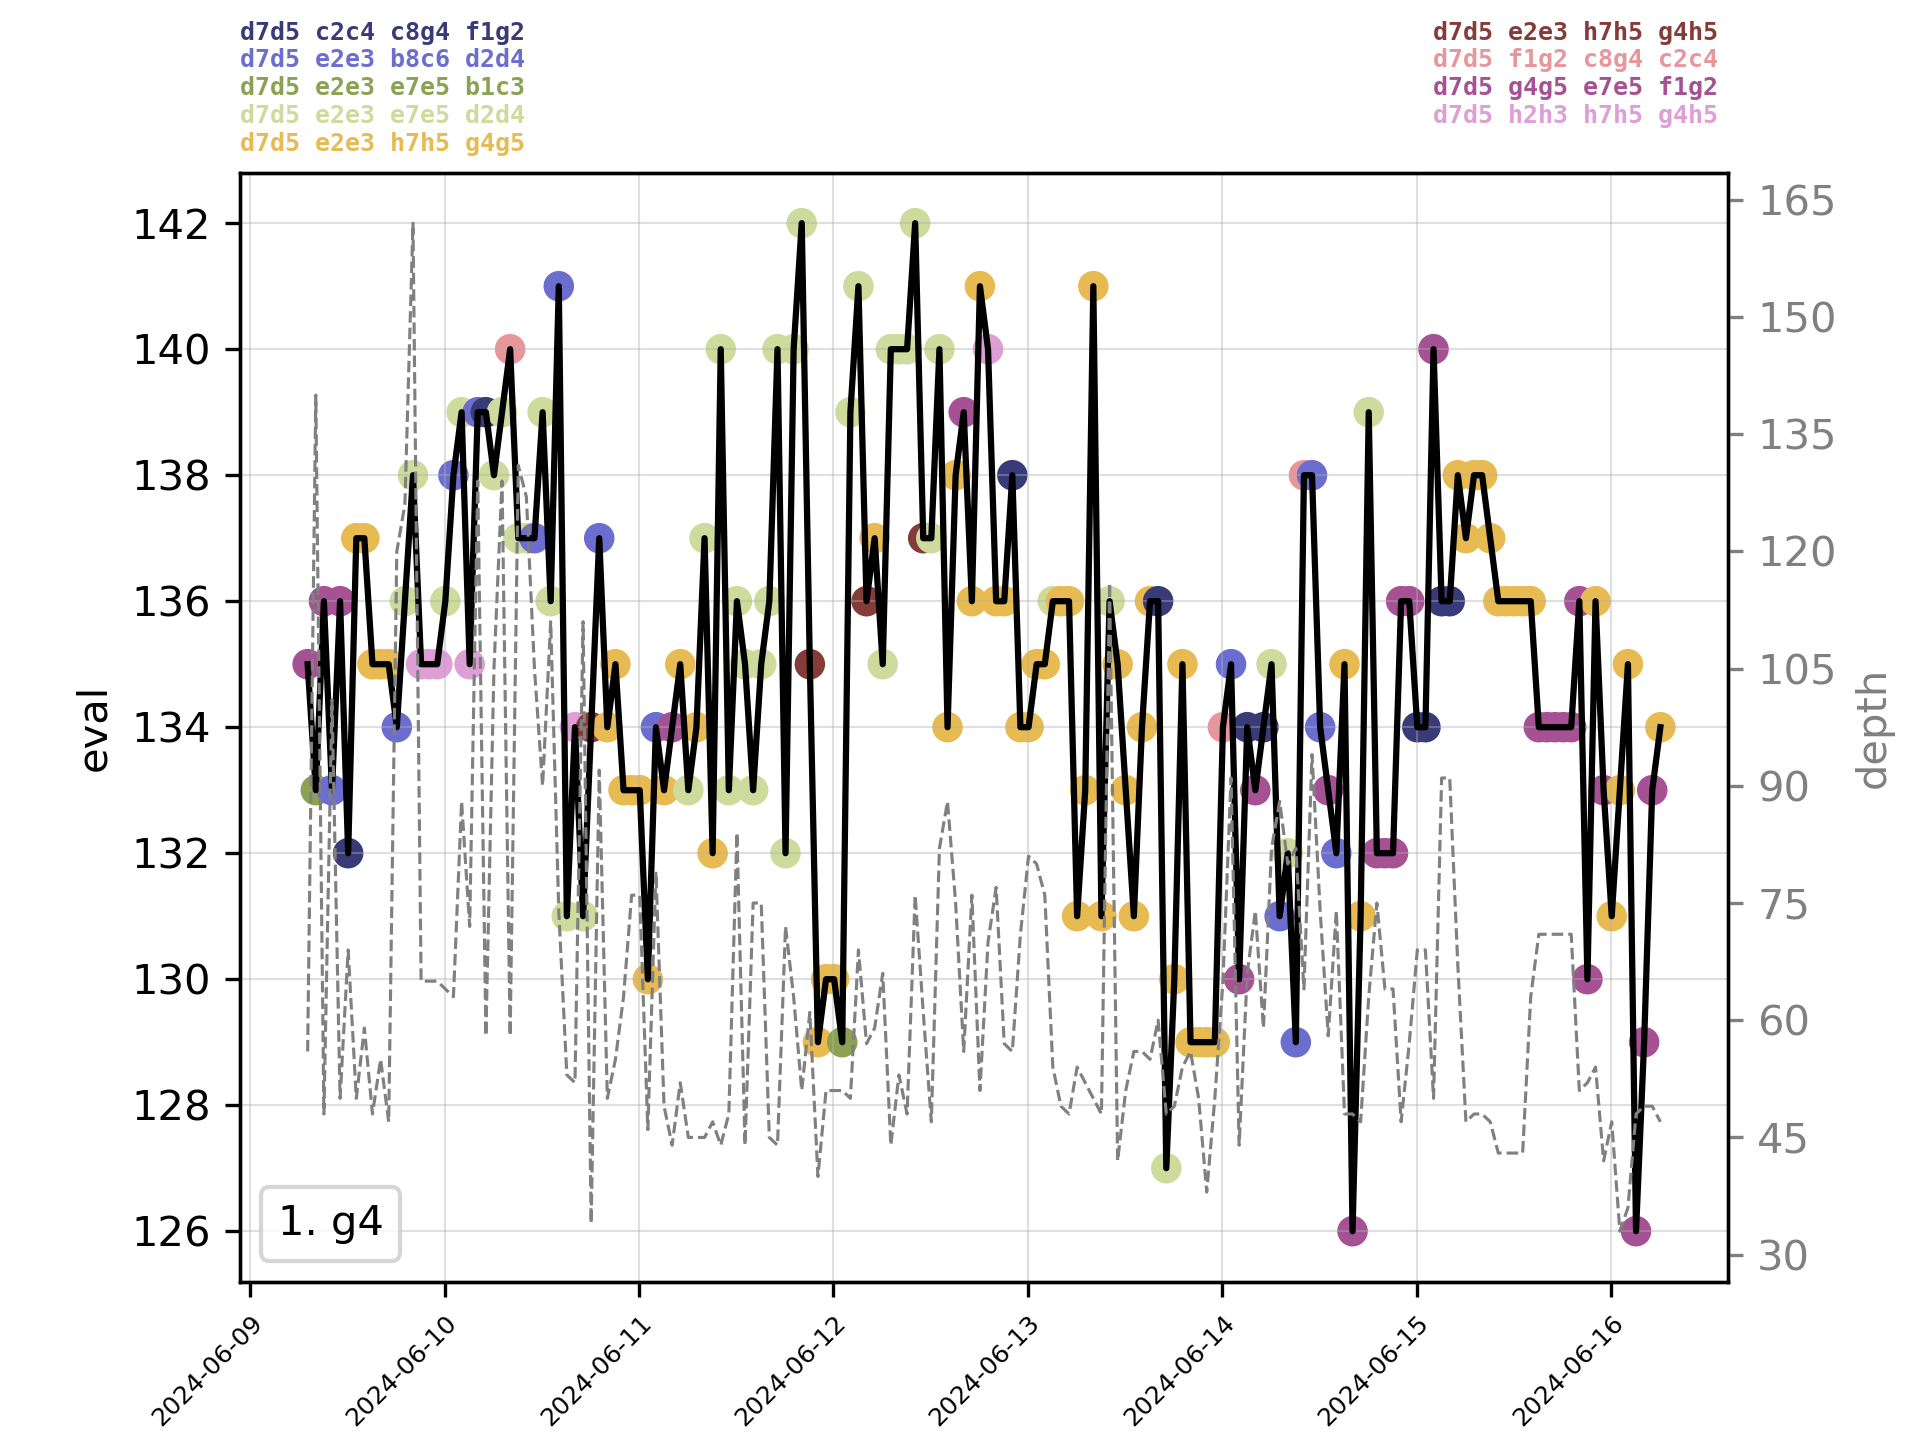 d7d5 c2c4 c8g4 f1g2
d7d5 e2e3 b8c6 d2d4
d7d5 e2e3 e7e5 b1c3
d7d5 e2e3 e7e5 d2d4
d7d5 e2e3 h7h5 g4g5
d7d5 e2e3 h7h5 g4h5
d7d5 f1g2 c8g4 c2c4
d7d5 g4g5 e7e5 f1g2
d7d5 h2h3 h7h5 g4h5
eval
142
140
138
136
134
132
130
128
126
165
150
135
120
105
90
75
60
45
30
depth
1. g4
2024-06-09
2024-06-10
2024-06-11
2024-06-12
2024-06-13
2024-06-14
2024-06-15
2024-06-16